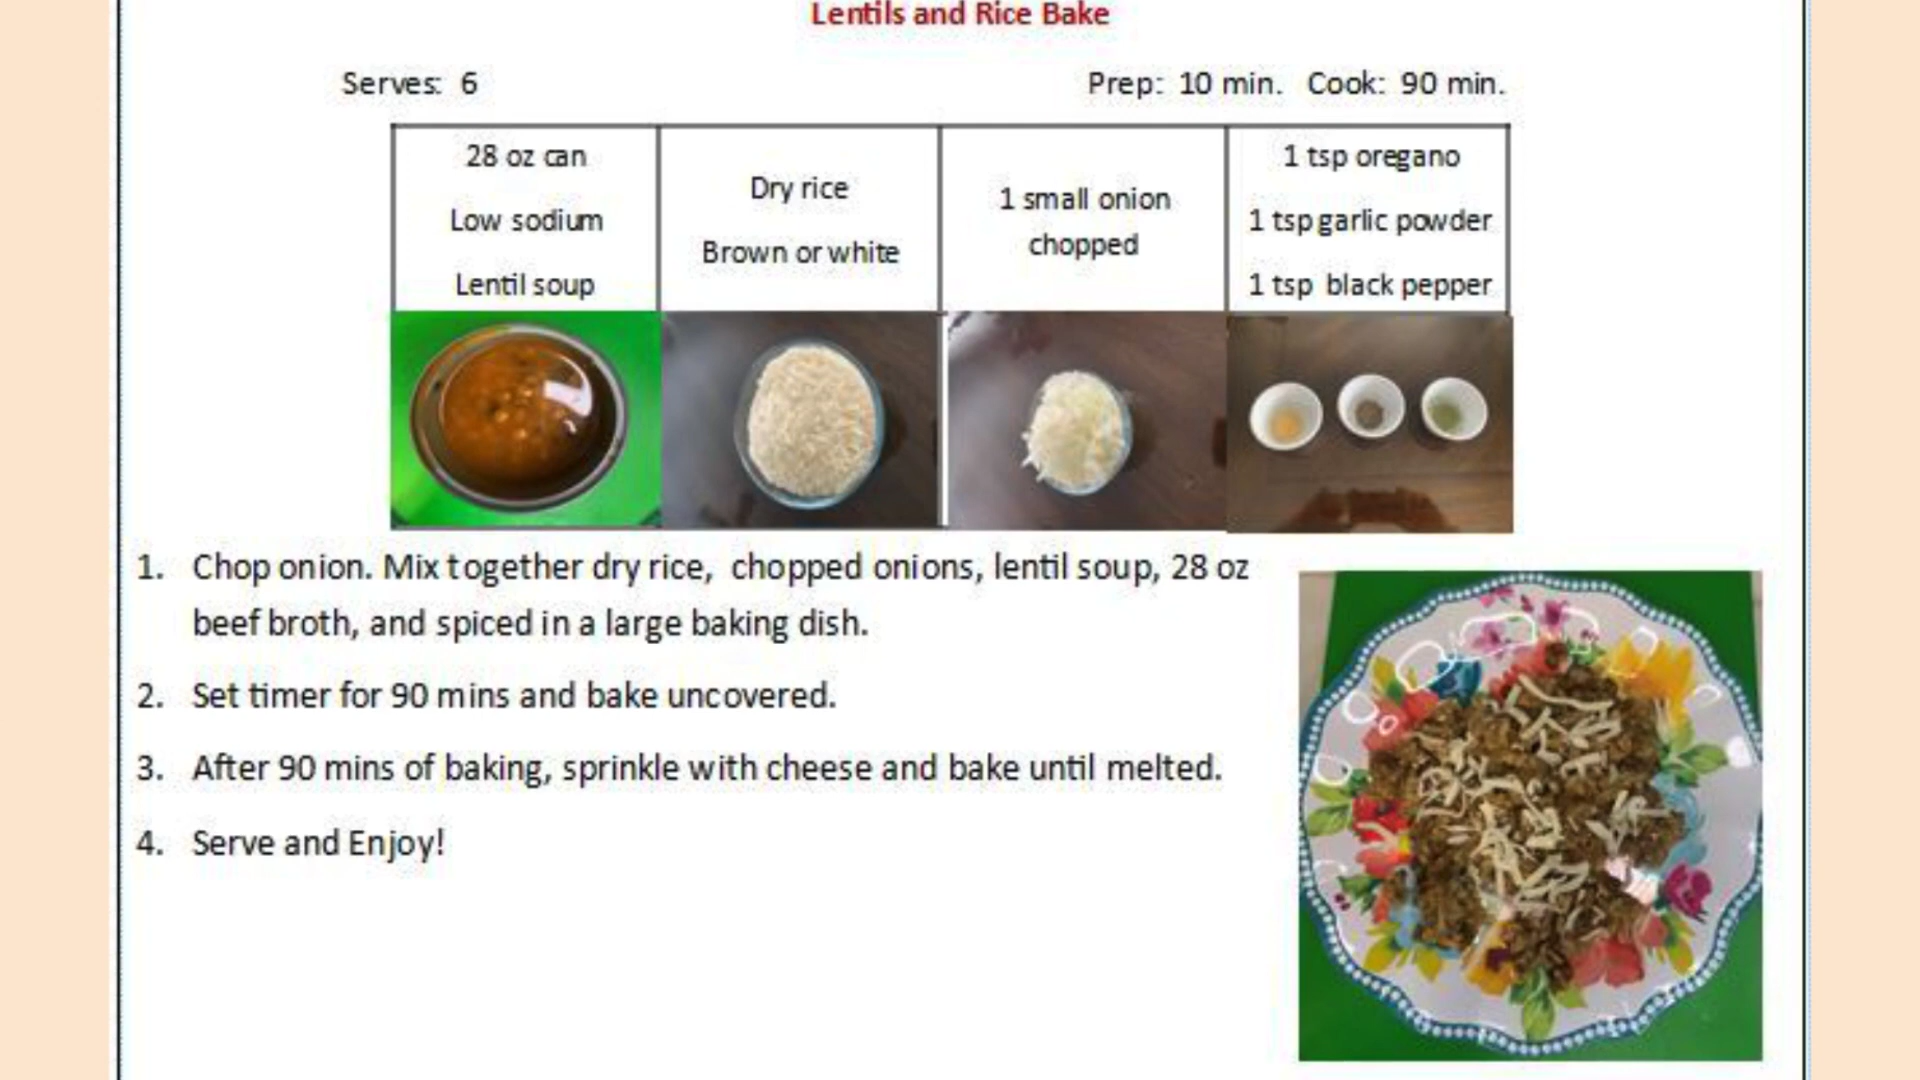 Lentils and Rice Bake
Serves: 6
Prep: 10 min. Cook: 90 min.
28 oz can
Low sodium
Lentil soup
Dry rice
Brown or white
1 small onion
chopped
1 tsp oregano
1 tsp garlic powder
1 tsp black pepper
1. Chop onion. Mix together dry rice, chopped onions, lentil soup, 28 oz
beef broth, and spiced in a large baking dish.
2. Set timer for 90 mins and bake uncovered.
3. After 90 mins of baking, sprinkle with cheese and bake until melted.
4. Serve and Enjoy!